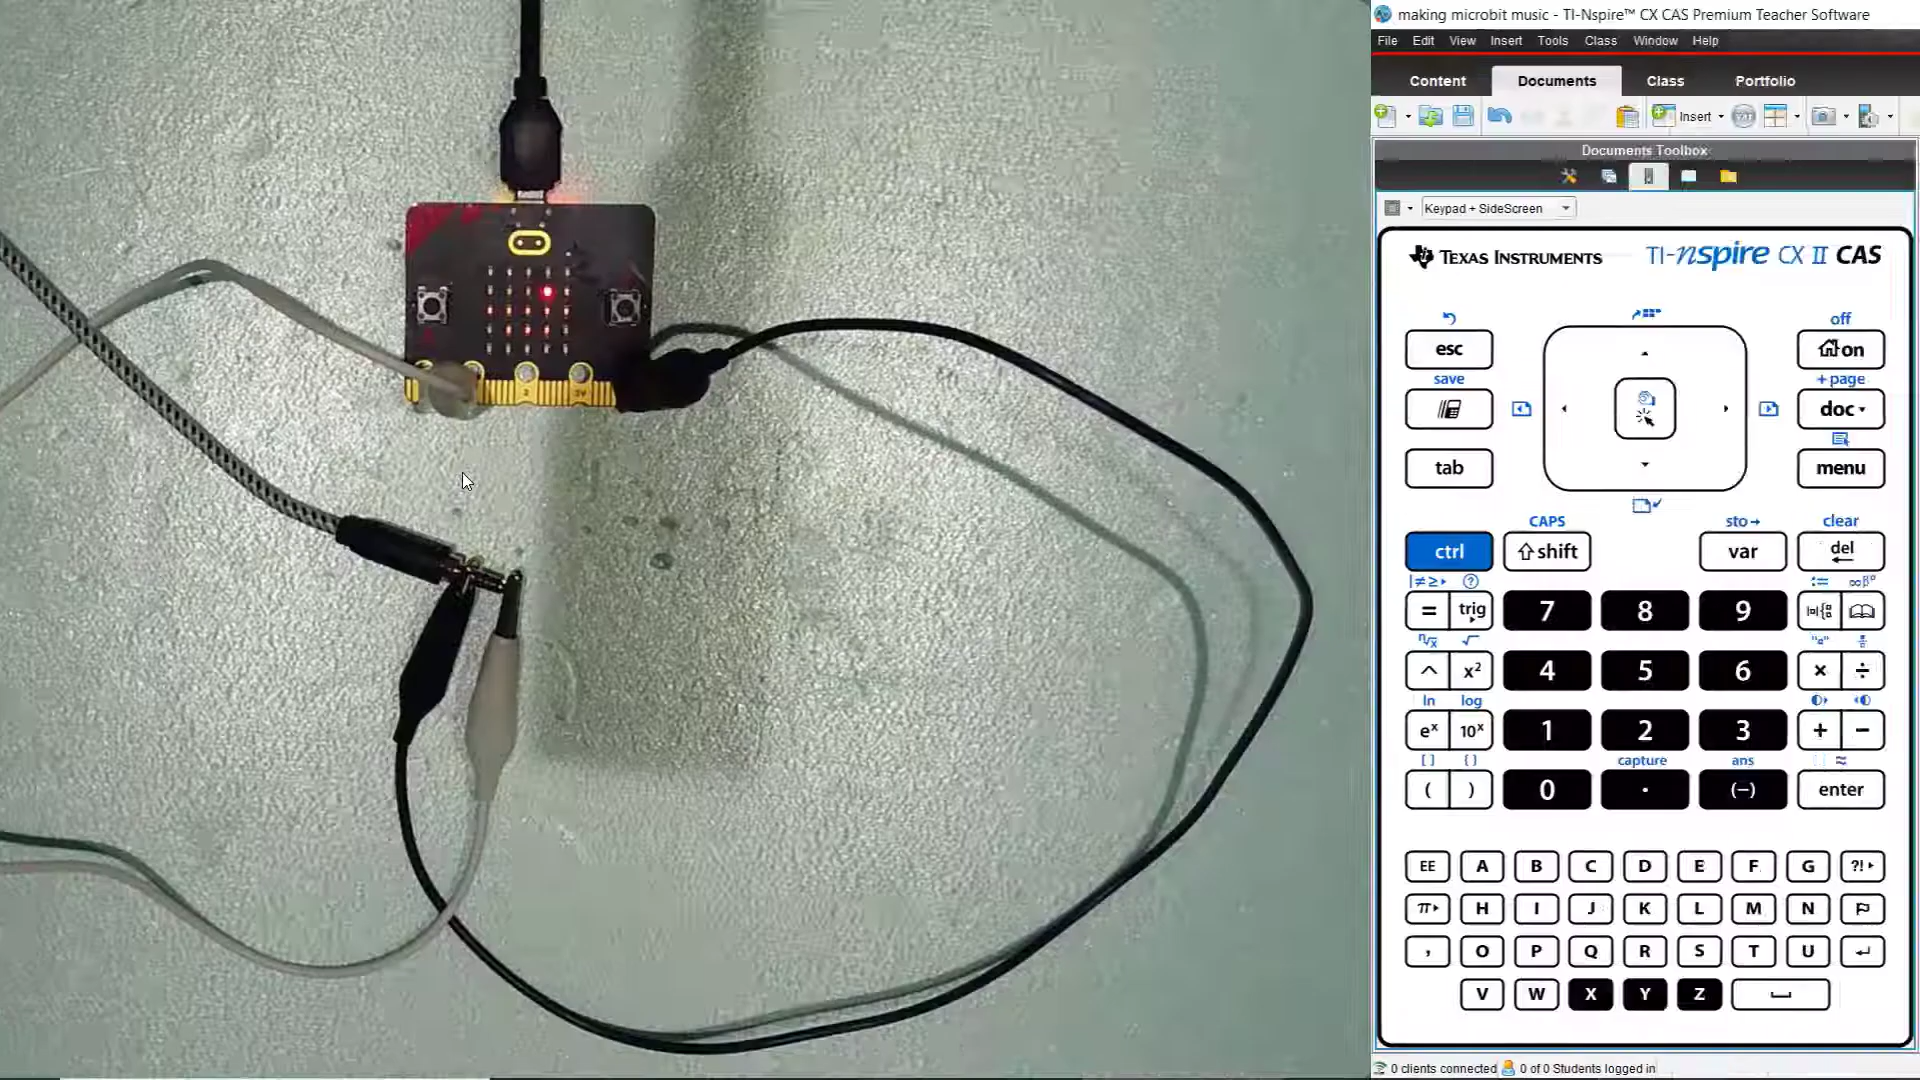 making microbit music - TI-Nspire™ CX CAS Premium Teacher Software
File Edit View Insert Tools Class Window Help
Content Documents Class Portfolio
Insert
Documents Toolbox
Keypad + SideScreen
TEXAS INSTRUMENTS TI-nspire CX II CAS
off
esc on
save + page
doc
tab menu
CAPS sto→ clear
ctrl shift var del
|≠≥▸ ? := ∞β°
= trig 7 8 9
ⁿ√x √
^ x² 4 5 6 × ÷
ln log
eˣ 10ˣ 1 2 3 + −
[ ] { } capture ans ≈
( ) 0 . (−) enter
EE A B C D E F G ?!▸
π▸ H I J K L M N
, O P Q R S T U
V W X Y Z
0 clients connected 0 of 0 Students logged in
2 3V